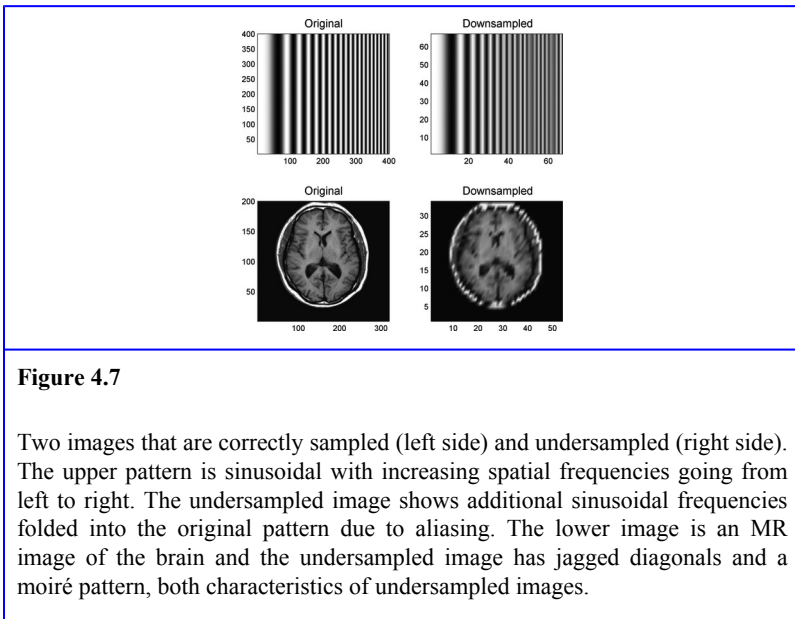 Original
Downsampled
400
350
300
250
200
150
100
50
100 200 300 400
60
50
40
30
20
10
20 40 60
Original
Downsampled
200
150
100
50
100 200 300
30
25
20
15
10
5
10 20 30 40 50
Figure 4.7
Two images that are correctly sampled (left side) and undersampled (right side).
The upper pattern is sinusoidal with increasing spatial frequencies going from
left to right. The undersampled image shows additional sinusoidal frequencies
folded into the original pattern due to aliasing. The lower image is an MR
image of the brain and the undersampled image has jagged diagonals and a
moiré pattern, both characteristics of undersampled images.